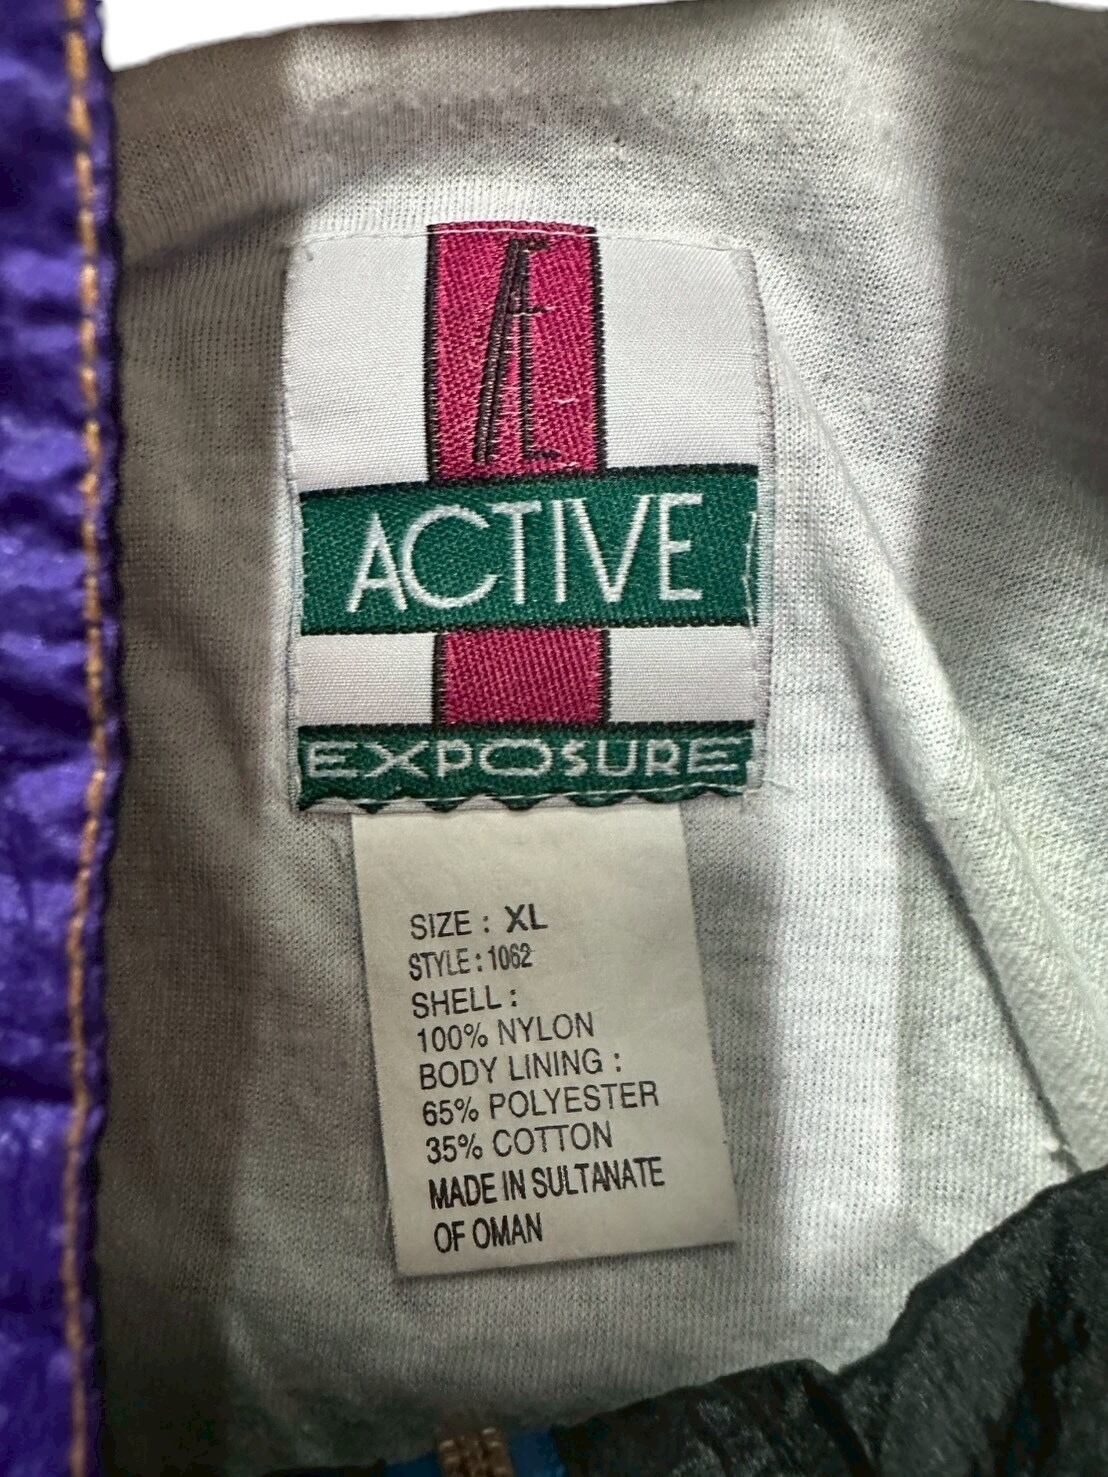 Æ
ACTIVE
EXPOSURE
SIZE : XL
STYLE : 1062
SHELL :
100% NYLON
BODY LINING :
65% POLYESTER
35% COTTON
MADE IN SULTANATE
OF OMAN